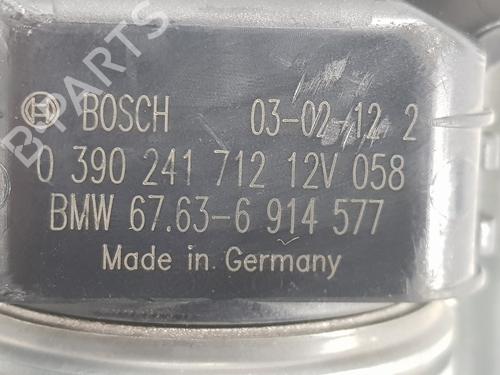 B-PARTS
BOSCH 03-02-12 2
0 390 241 712 12V 058
BMW 67.63-6 914 577
Made in Germany